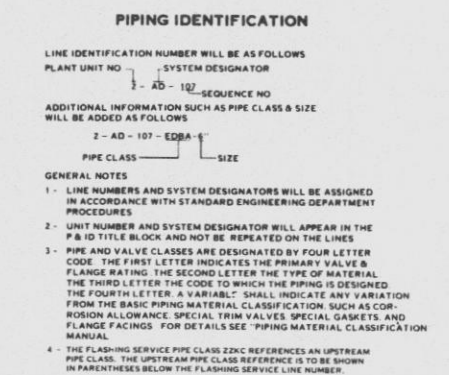 PIPING IDENTIFICATION
LINE IDENTIFICATION NUMBER WILL BE AS FOLLOWS
PLANT UNIT NO SYSTEM DESIGNATOR
2 - AD - 107
SEQUENCE NO
ADDITIONAL INFORMATION SUCH AS PIPE CLASS & SIZE
WILL BE ADDED AS FOLLOWS
2 - AD - 107 - EDBA - 6"
PIPE CLASS SIZE
GENERAL NOTES
1 - LINE NUMBERS AND SYSTEM DESIGNATORS WILL BE ASSIGNED
IN ACCORDANCE WITH STANDARD ENGINEERING DEPARTMENT
PROCEDURES
2 - UNIT NUMBER AND SYSTEM DESIGNATOR WILL APPEAR IN THE
P & ID TITLE BLOCK AND NOT BE REPEATED ON THE LINES
3 - PIPE AND VALVE CLASSES ARE DESIGNATED BY FOUR LETTER
CODE. THE FIRST LETTER INDICATES THE PRIMARY VALVE &
FLANGE RATING. THE SECOND LETTER THE TYPE OF MATERIAL
THE THIRD LETTER THE CODE TO WHICH THE PIPING IS DESIGNED
THE FOURTH LETTER, A VARIABLE SHALL INDICATE ANY VARIATION
FROM THE BASIC PIPING MATERIAL CLASSIFICATION, SUCH AS COR-
ROSION ALLOWANCE, SPECIAL TRIM VALVES, SPECIAL GASKETS, AND
FLANGE FACINGS FOR DETAILS SEE "PIPING MATERIAL CLASSIFICATION
MANUAL
4 - THE FLASHING SERVICE PIPE CLASS ZZKC REFERENCES AN UPSTREAM
PIPE CLASS. THE UPSTREAM PIPE CLASS REFERENCE IS TO BE SHOWN
IN PARENTHESES BELOW THE FLASHING SERVICE LINE NUMBER.